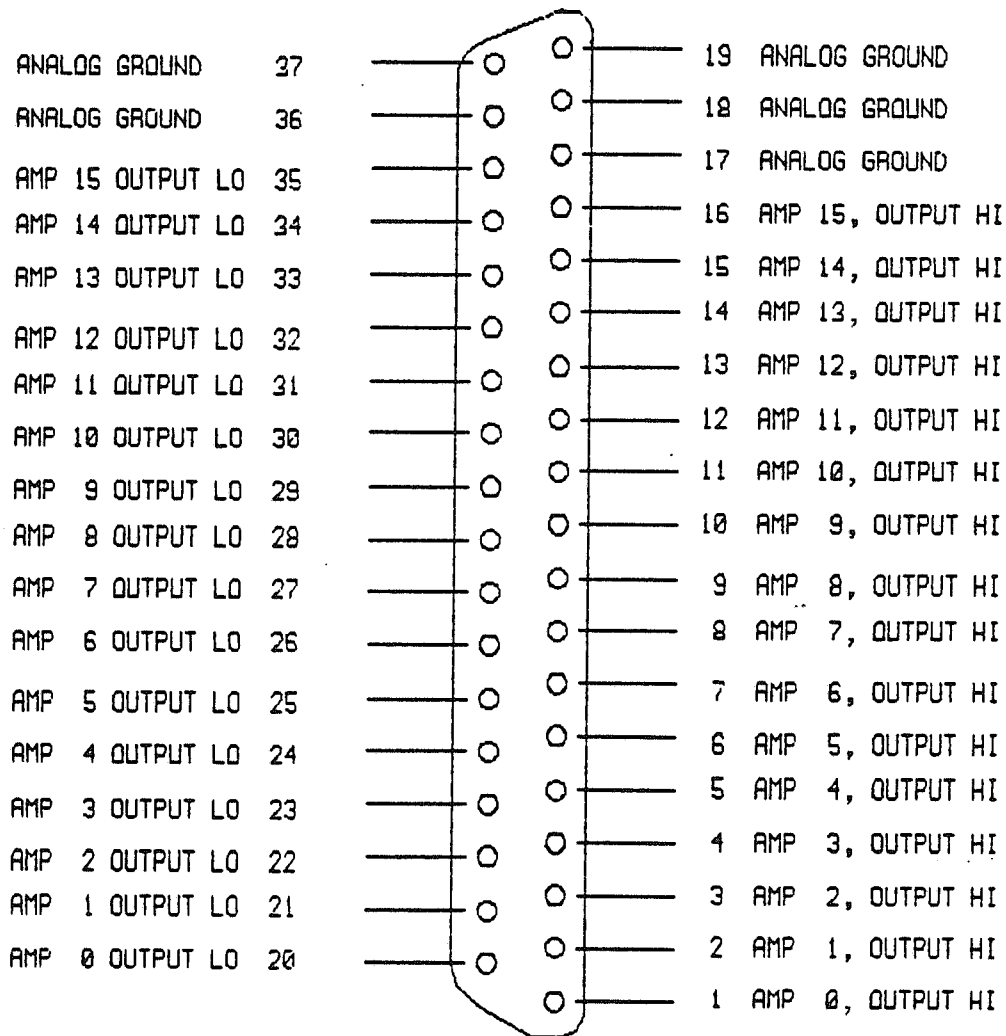 ANALOG GROUND 37
ANALOG GROUND 36
AMP 15 OUTPUT LO 35
AMP 14 OUTPUT LO 34
AMP 13 OUTPUT LO 33
AMP 12 OUTPUT LO 32
AMP 11 OUTPUT LO 31
AMP 10 OUTPUT LO 30
AMP 9 OUTPUT LO 29
AMP 8 OUTPUT LO 28
AMP 7 OUTPUT LO 27
AMP 6 OUTPUT LO 26
AMP 5 OUTPUT LO 25
AMP 4 OUTPUT LO 24
AMP 3 OUTPUT LO 23
AMP 2 OUTPUT LO 22
AMP 1 OUTPUT LO 21
AMP 0 OUTPUT LO 20
19 ANALOG GROUND
18 ANALOG GROUND
17 ANALOG GROUND
16 AMP 15, OUTPUT HI
15 AMP 14, OUTPUT HI
14 AMP 13, OUTPUT HI
13 AMP 12, OUTPUT HI
12 AMP 11, OUTPUT HI
11 AMP 10, OUTPUT HI
10 AMP 9, OUTPUT HI
9 AMP 8, OUTPUT HI
8 AMP 7, OUTPUT HI
7 AMP 6, OUTPUT HI
6 AMP 5, OUTPUT HI
5 AMP 4, OUTPUT HI
4 AMP 3, OUTPUT HI
3 AMP 2, OUTPUT HI
2 AMP 1, OUTPUT HI
1 AMP 0, OUTPUT HI